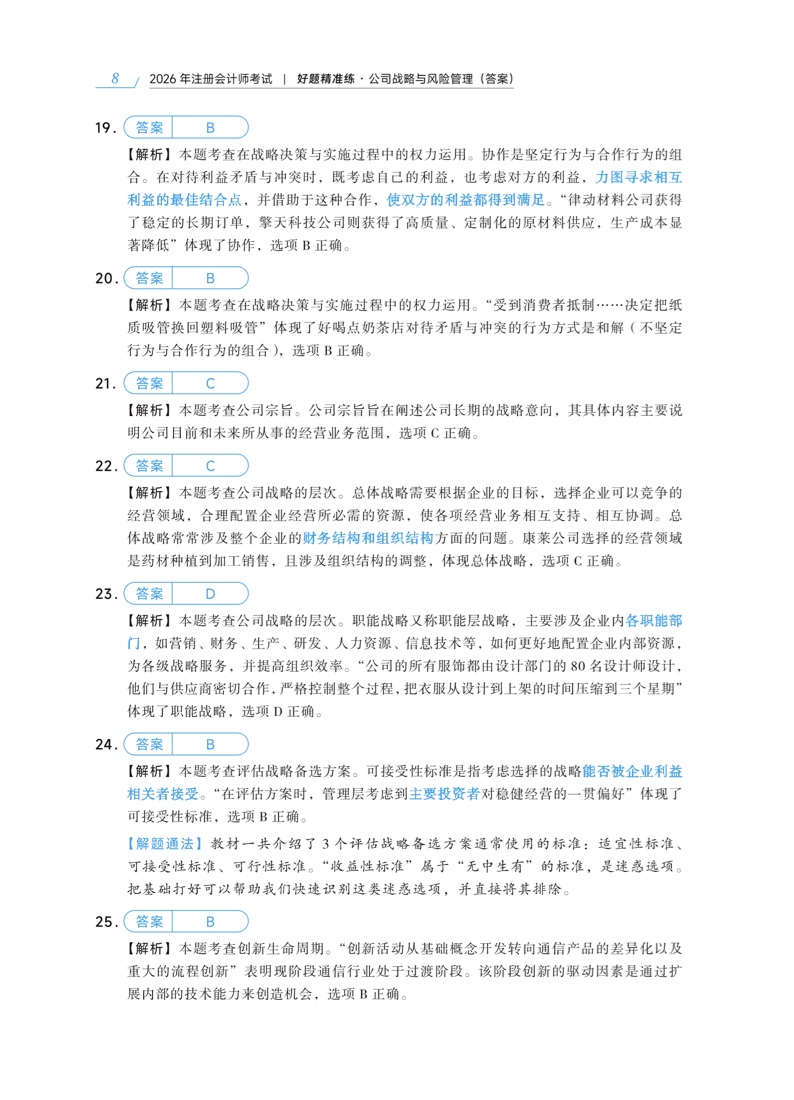 8 2026 年注册会计师考试 | 好题精准练·公司战略与风险管理（答案）
19. 答案 B
【解析】本题考查在战略决策与实施过程中的权力运用。协作是坚定行为与合作行为的组
合。在对待利益矛盾与冲突时，既考虑自己的利益，也考虑对方的利益，力图寻求相互
利益的最佳结合点，并借助于这种合作，使双方的利益都得到满足。“律动材料公司获得
了稳定的长期订单，擎天科技公司则获得了高质量、定制化的原材料供应，生产成本显
著降低”体现了协作，选项 B 正确。
20. 答案 B
【解析】本题考查在战略决策与实施过程中的权力运用。“受到消费者抵制……决定把纸
质吸管换回塑料吸管”体现了好喝点奶茶店对待矛盾与冲突的行为方式是和解（不坚定
行为与合作行为的组合），选项 B 正确。
21. 答案 C
【解析】本题考查公司宗旨。公司宗旨旨在阐述公司长期的战略意向，其具体内容主要说
明公司目前和未来所从事的经营业务范围，选项 C 正确。
22. 答案 C
【解析】本题考查公司战略的层次。总体战略需要根据企业的目标，选择企业可以竞争的
经营领域，合理配置企业经营所必需的资源，使各项经营业务相互支持、相互协调。总
体战略常常涉及整个企业的财务结构和组织结构方面的问题。康莱公司选择的经营领域
是药材种植到加工销售，且涉及组织结构的调整，体现总体战略，选项 C 正确。
23. 答案 D
【解析】本题考查公司战略的层次。职能战略又称职能层战略，主要涉及企业内各职能部
门，如营销、财务、生产、研发、人力资源、信息技术等，如何更好地配置企业内部资源，
为各级战略服务，并提高组织效率。“公司的所有服饰都由设计部门的 80 名设计师设计，
他们与供应商密切合作，严格控制整个过程，把衣服从设计到上架的时间压缩到三个星期”
体现了职能战略，选项 D 正确。
24. 答案 B
【解析】本题考查评估战略备选方案。可接受性标准是指考虑选择的战略能否被企业利益
相关者接受。“在评估方案时，管理层考虑到主要投资者对稳健经营的一贯偏好”体现了
可接受性标准，选项 B 正确。
【解题通法】教材一共介绍了 3 个评估战略备选方案通常使用的标准：适宜性标准、
可接受性标准、可行性标准。“收益性标准”属于“无中生有”的标准，是迷惑选项。
把基础打好可以帮助我们快速识别这类迷惑选项，并直接将其排除。
25. 答案 B
【解析】本题考查创新生命周期。“创新活动从基础概念开发转向通信产品的差异化以及
重大的流程创新”表明现阶段通信行业处于过渡阶段。该阶段创新的驱动因素是通过扩
展内部的技术能力来创造机会，选项 B 正确。